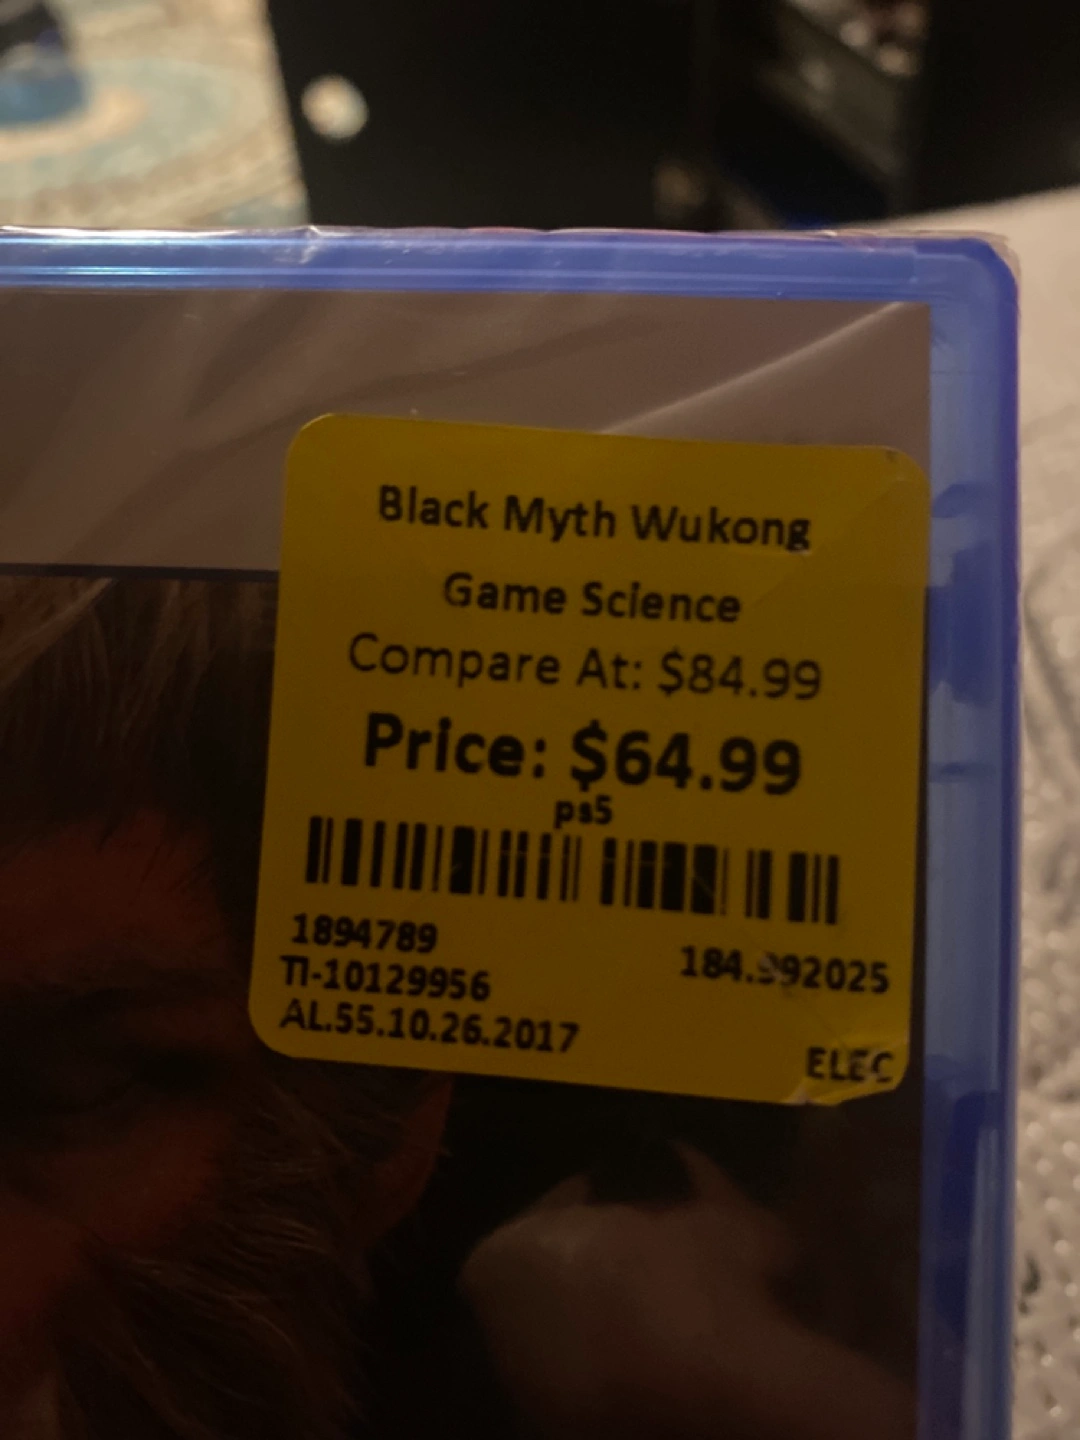 Black Myth Wukong
Game Science
Compare At: $84.99
Price: $64.99
ps5
1894789
184.992025
TI-10129956
AL.55.10.26.2017
ELEC